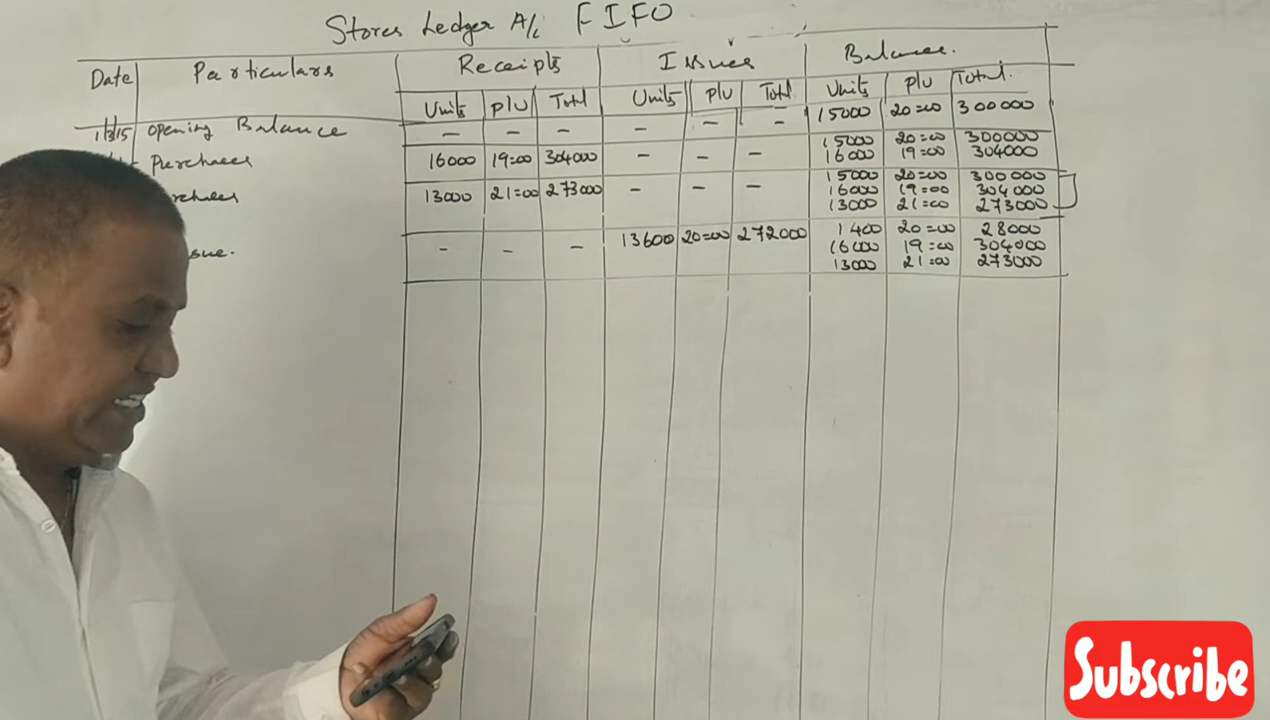 Stores Ledger A/c FIFO
Date Particulars Receipts Issues Balance.
Units P/U Total Units P/U Total Units P/U Total.
1/3/15 Opening Balance - - - - - - 15000 20=00 300000
Purchases 16000 19=00 304000 - - - 15000 20=00 300000
16000 19=00 304000
13000 21=00 273000 - - - 15000 20=00 300000
16000 19=00 304000
13000 21=00 273000
- - - 13600 20=00 272000 1400 20=00 28000
16000 19=00 304000
13000 21=00 273000
Subscribe